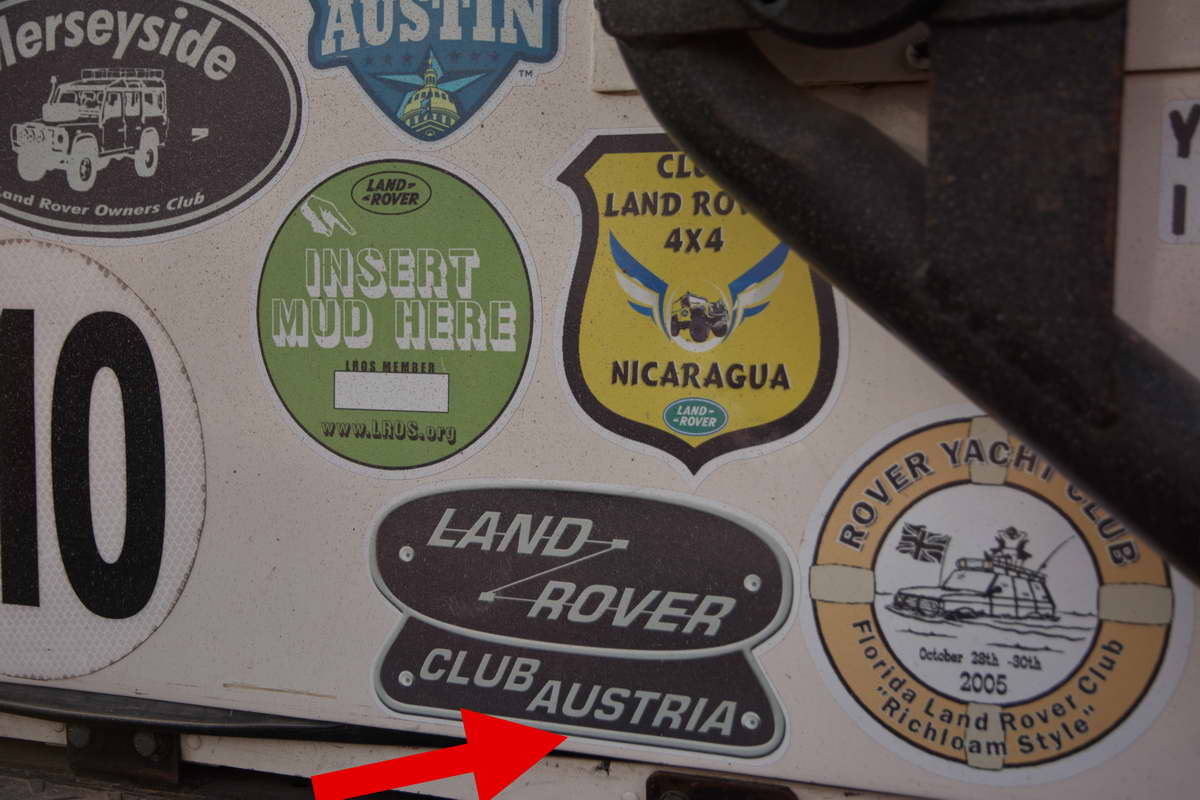 Merseyside
Land Rover Owners Club
AUSTIN
TM
10
LAND-
-ROVER
INSERT
MUD HERE
LROS MEMBER
www.LROS.org
LAND
4X4
NICARAGUA
LAND-
-ROVER
LAND
ROVER
CLUB
AUSTRIA
ROVER YACHT CLUB
October 28th -30th
2005
Florida Land Rover Club
"Richloam Style"
Y
I